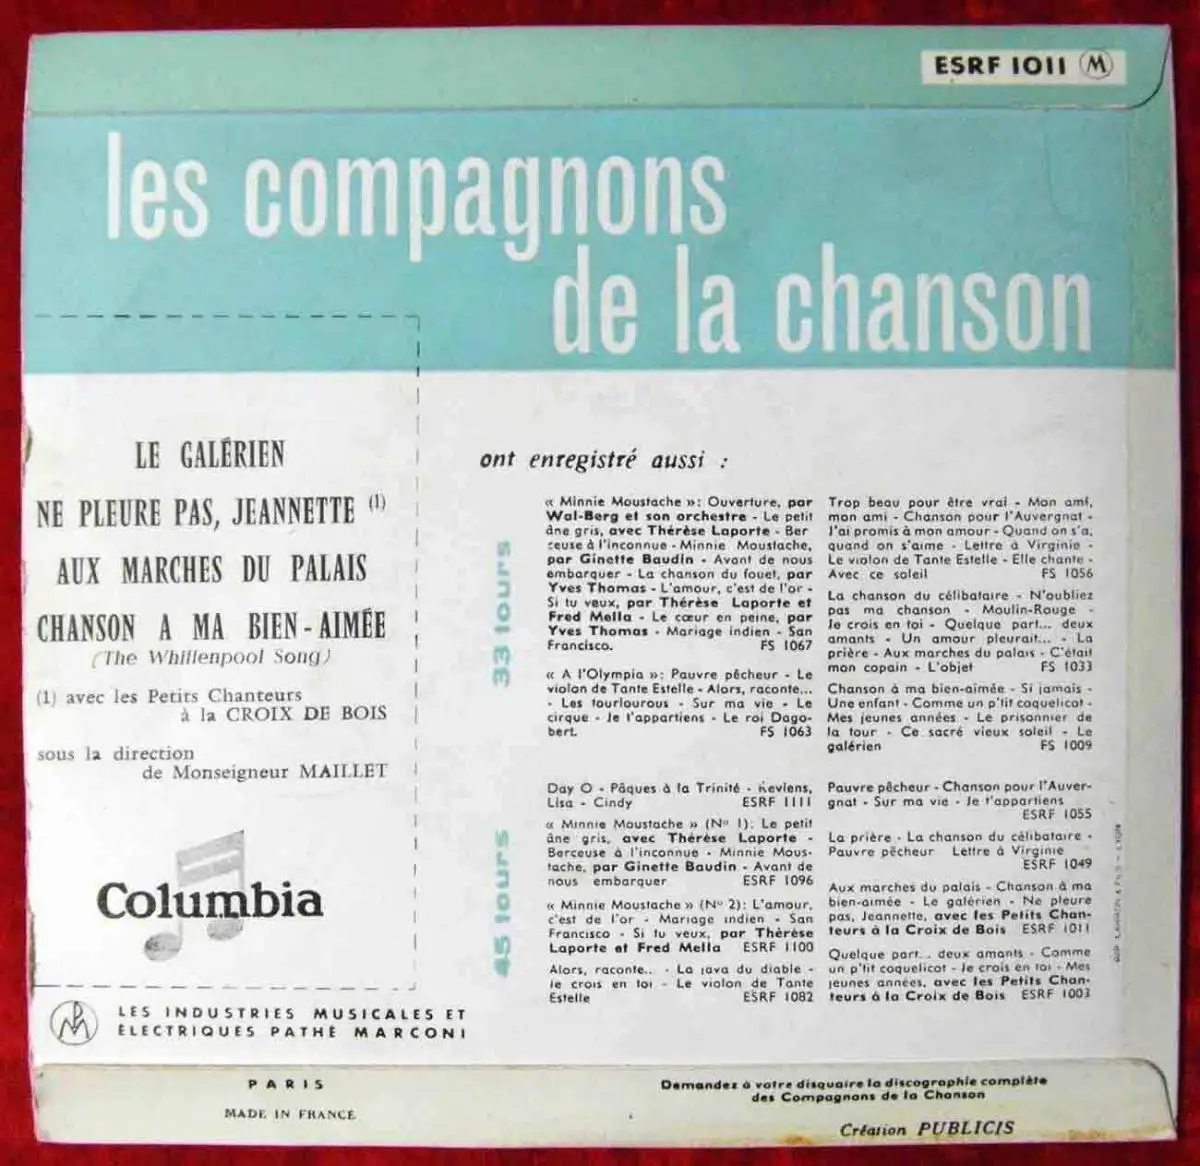 ESRF 1011 M
les compagnons
de la chanson
LE GALÉRIEN
NE PLEURE PAS, JEANNETTE (1)
AUX MARCHES DU PALAIS
CHANSON A MA BIEN-AIMÉE
(The Whiffenpool Song)
(1) avec les Petits Chanteurs
à la CROIX DE BOIS
sous la direction
de Monseigneur MAILLET
Columbia
LES INDUSTRIES MUSICALES ET
ÉLECTRIQUES PATHÉ MARCONI
ont enregistré aussi :
33 tours
« Minnie Moustache »: Ouverture, par
Wal-Berg et son orchestre - Le petit
âne gris, avec Thérèse Laporte - Ber
ceuse à l'inconnue - Minnie Moustache,
par Ginette Baudin - Avant de nous
embarquer - La chanson du fouet, par
Yves Thomas - L'amour, c'est de l'or -
Si tu veux, par Thérèse Laporte et
Fred Mella - Le cœur en peine, par
Yves Thomas - Mariage indien - San
Francisco. FS 1067
« A l'Olympia »: Pauvre pêcheur - Le
violon de Tante Estelle - Alors, raconte...
- Les tourlourous - Sur ma vie - Le
cirque - Je t'appartiens - Le roi Dago-
bert. FS 1063
Trop beau pour être vrai - Mon ami,
mon ami - Chanson pour l'Auvergnat -
J'ai promis à mon amour - Quand on s'a,
quand on s'aime - Lettre à Virginie -
Le violon de Tante Estelle - Elle chante -
Avec ce soleil FS 1056
La chanson du célibataire - N'oubliez
pas ma chanson - Moulin-Rouge -
Je crois en toi - Quelque part... deux
amants - Un amour pleurait... - La
prière - Aux marches du palais - C'était
mon copain - L'objet FS 1033
Chanson à ma bien-aimée - Si jamais -
Une enfant - Comme un p'tit coquelicot -
Mes jeunes années - Le prisonnier de
la tour - Ce sacré vieux soleil - Le
galérien FS 1009
45 tours
Day O - Pâques à la Trinité - Reviens,
Lisa - Cindy ESRF 1111
« Minnie Moustache » (Nº 1): Le petit
âne gris, avec Thérèse Laporte -
Berceuse à l'inconnue - Minnie Mous-
tache, par Ginette Baudin - Avant de
nous embarquer ESRF 1096
« Minnie Moustache » (Nº 2): L'amour,
c'est de l'or - Mariage indien - San
Francisco - Si tu veux, par Thérèse
Laporte et Fred Mella ESRF 1100
Alors, raconte.. - La java du diable -
Je crois en toi - Le violon de Tante
Estelle ESRF 1082
Pauvre pêcheur - Chanson pour l'Auver-
gnat - Sur ma vie - Je t'appartiens
ESRF 1055
La prière - La chanson du célibataire -
Pauvre pêcheur Lettre à Virginie
ESRF 1049
Aux marches du palais - Chanson à ma
bien-aimée - Le galérien - Ne pleure
pas, Jeannette, avec les Petits Chan-
teurs à la Croix de Bois ESRF 1011
Quelque part... deux amants - Comme
un p'tit coquelicot - Je crois en toi - Mes
jeunes années, avec les Petits Chan-
teurs à la Croix de Bois ESRF 1003
PARIS
MADE IN FRANCE
Demandez à votre disquaire la discographie complète
des Compagnons de la Chanson
Création PUBLICIS